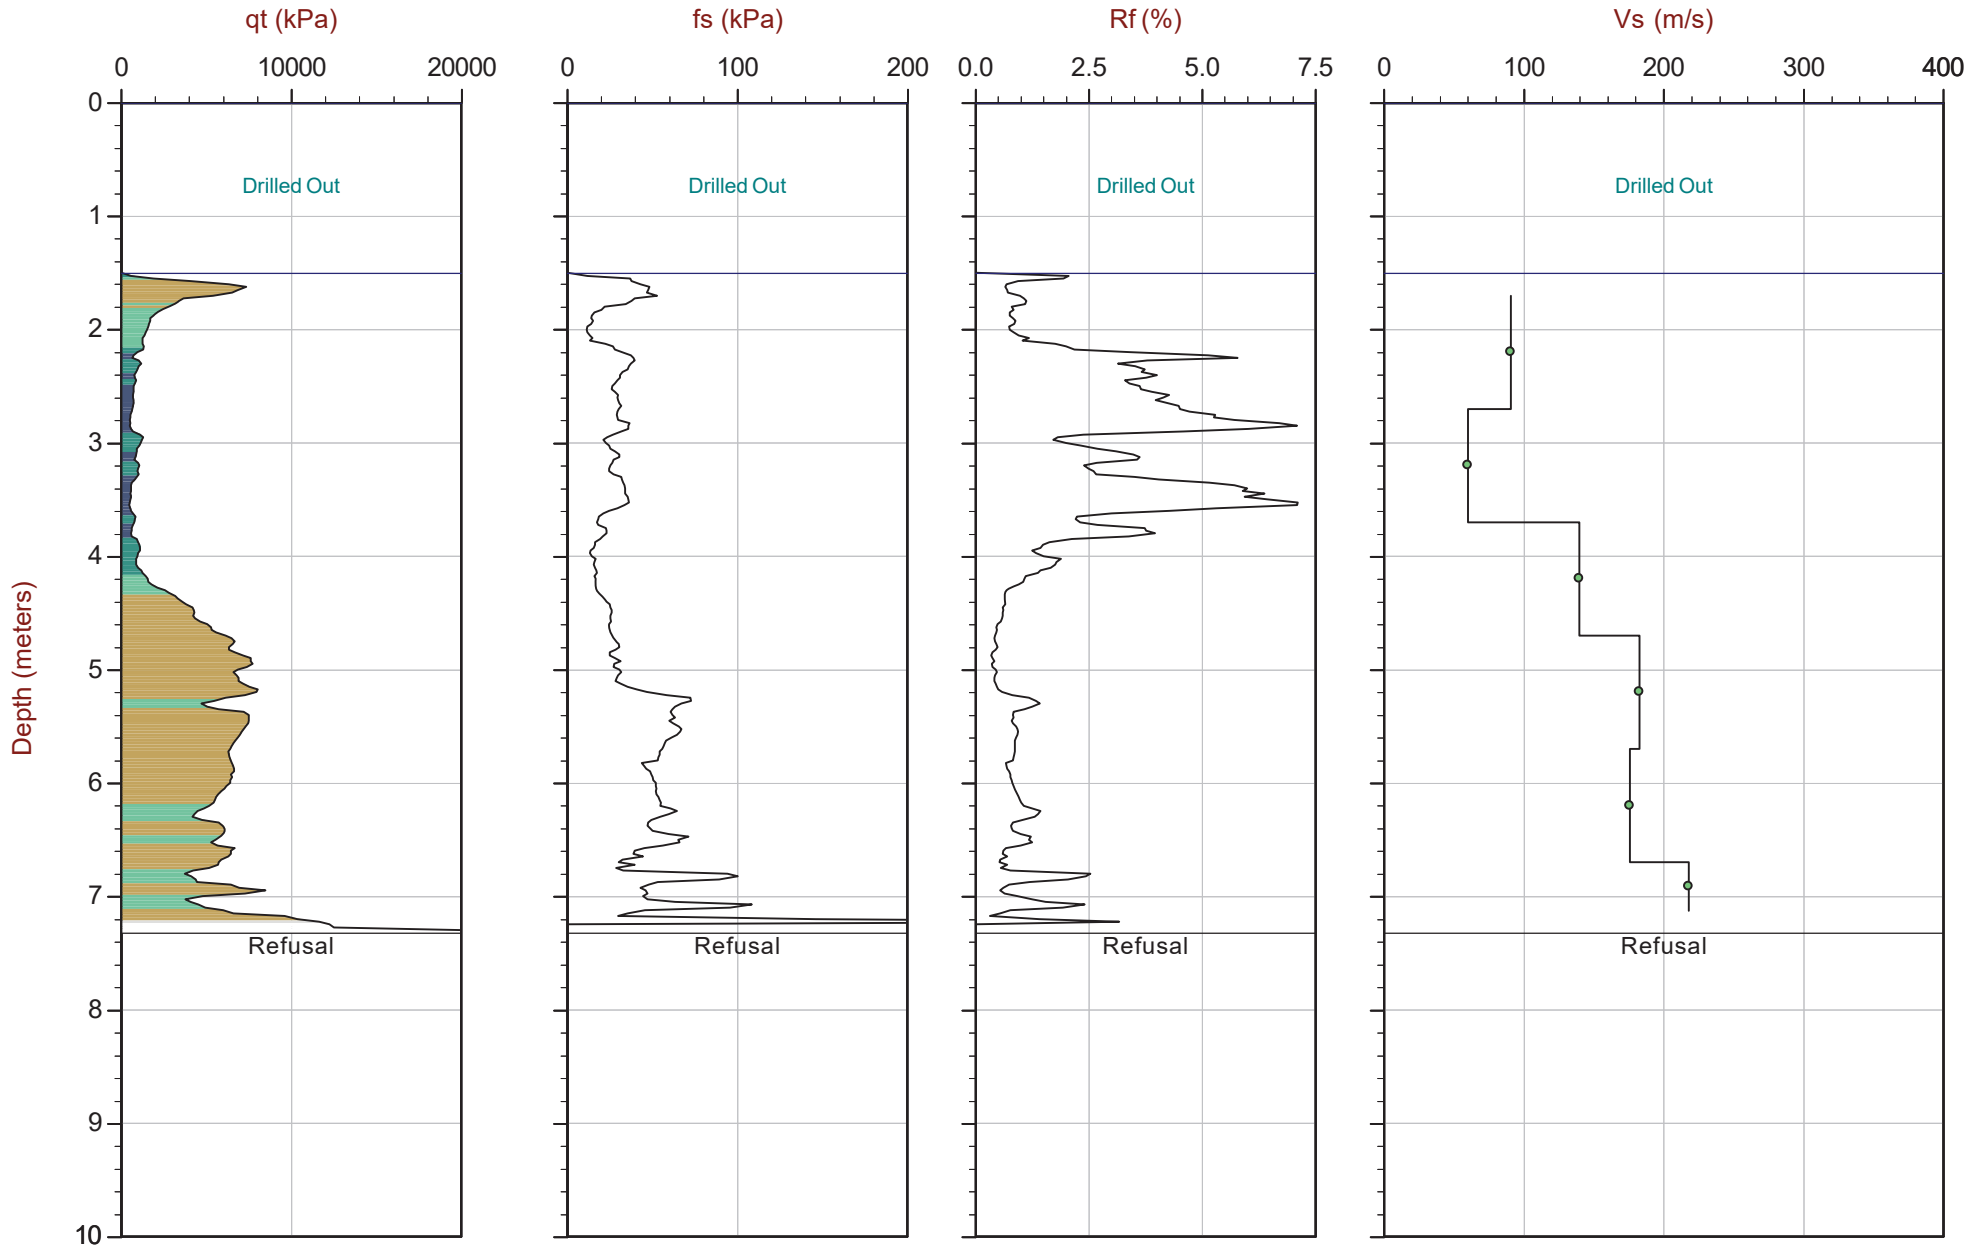 qt (kPa) fs (kPa) Rf (%) Vs (m/s)
0 10000 20000 0 100 200 0.0 2.5 5.0 7.5 0 100 200 300 400
0
Drilled Out Drilled Out Drilled Out Drilled Out
1
2
3
4
5
Depth (meters)
6
7
Refusal Refusal Refusal Refusal
8
9
10